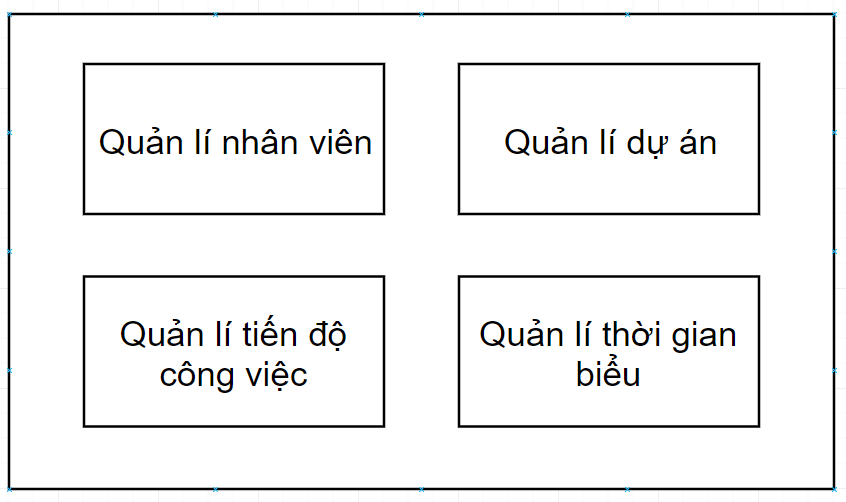 Quản lí nhân viên
Quản lí dự án
Quản lí tiến độ
công việc
Quản lí thời gian
biểu